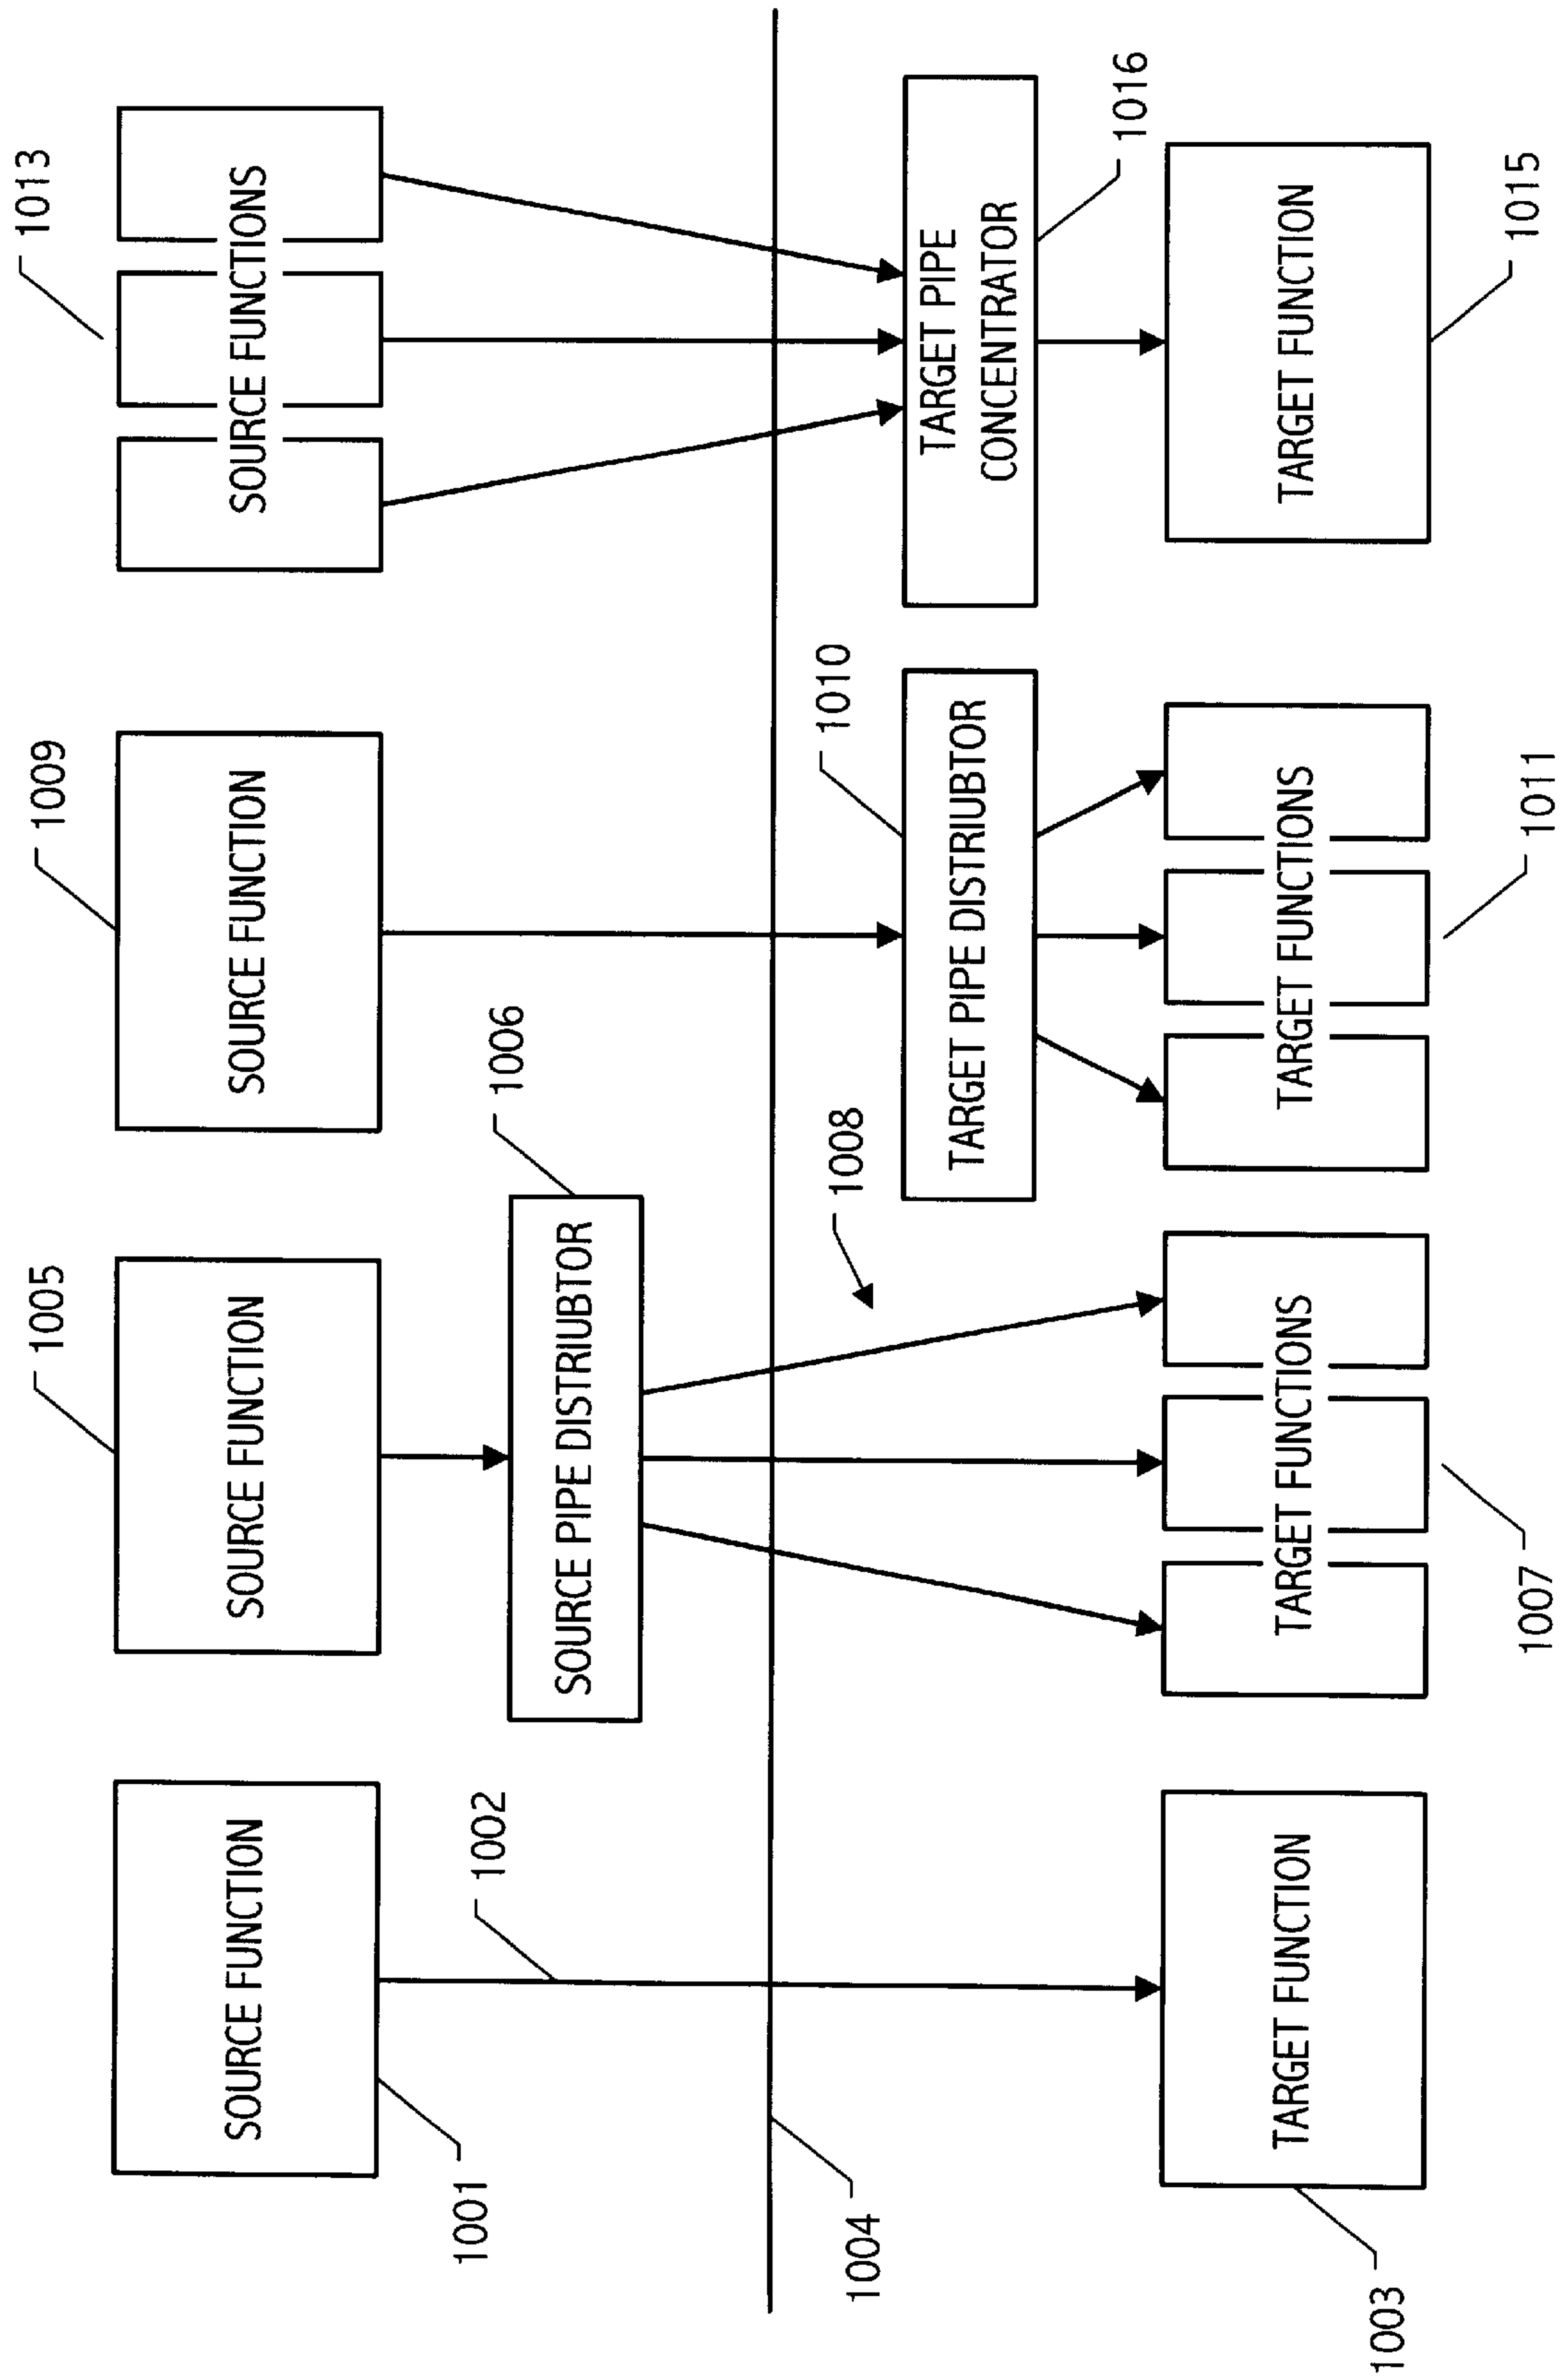 1005
1009
1013
SOURCE FUNCTION
SOURCE FUNCTION
SOURCE FUNCTION
SOURCE FUNCTIONS
1001
1002
1006
SOURCE PIPE DISTRIUBTOR
1004
1008
1010
TARGET PIPE DISTRIUBTOR
TARGET PIPE
CONCENTRATOR
1016
TARGET FUNCTION
TARGET FUNCTIONS
TARGET FUNCTIONS
TARGET FUNCTION
1003
1007
1011
1015